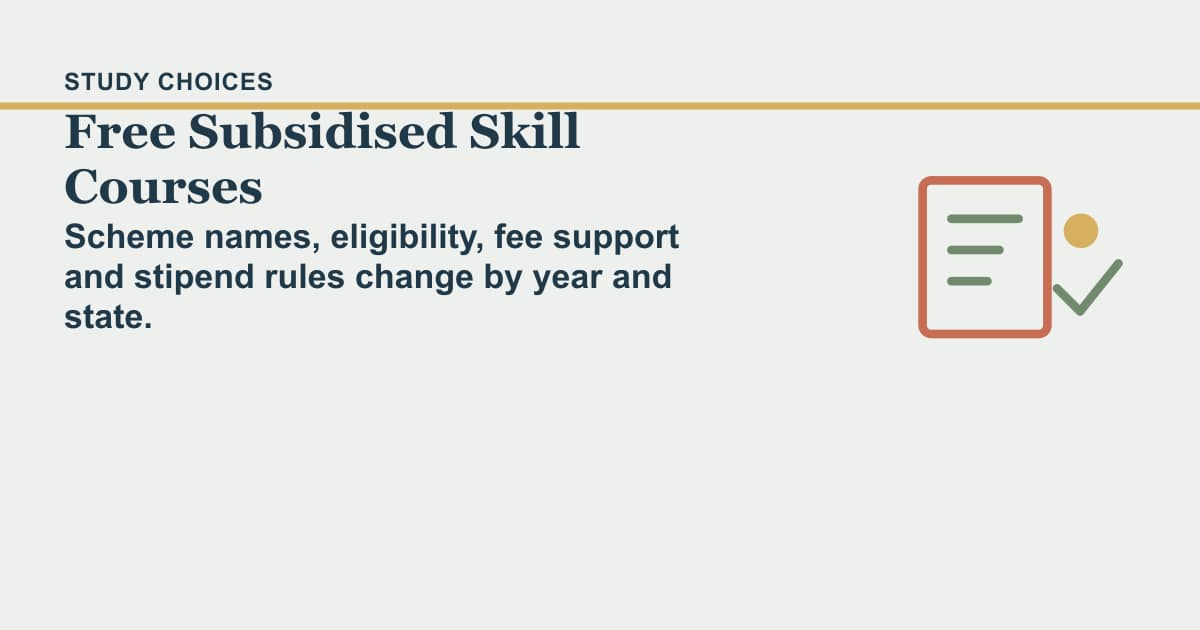 STUDY CHOICES
Free Subsidised Skill
Courses
Scheme names, eligibility, fee support
and stipend rules change by year and
state.